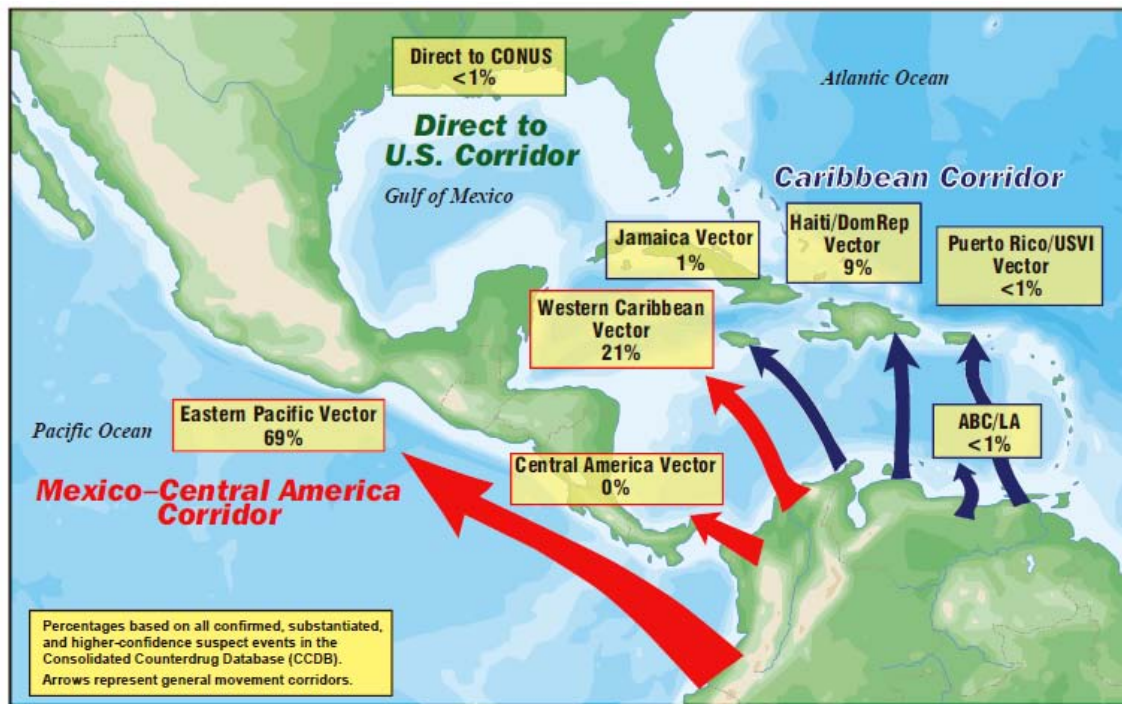 Direct to CONUS
<1%
Direct to
U.S. Corridor
Gulf of Mexico
Atlantic Ocean
Caribbean Corridor
Jamaica Vector
1%
Haiti/DomRep
Vector
9%
Puerto Rico/USVI
Vector
<1%
Western Caribbean
Vector
21%
ABC/LA
<1%
Pacific Ocean
Eastern Pacific Vector
69%
Central America Vector
0%
Mexico–Central America
Corridor
Percentages based on all confirmed, substantiated,
and higher-confidence suspect events in the
Consolidated Counterdrug Database (CCDB).
Arrows represent general movement corridors.